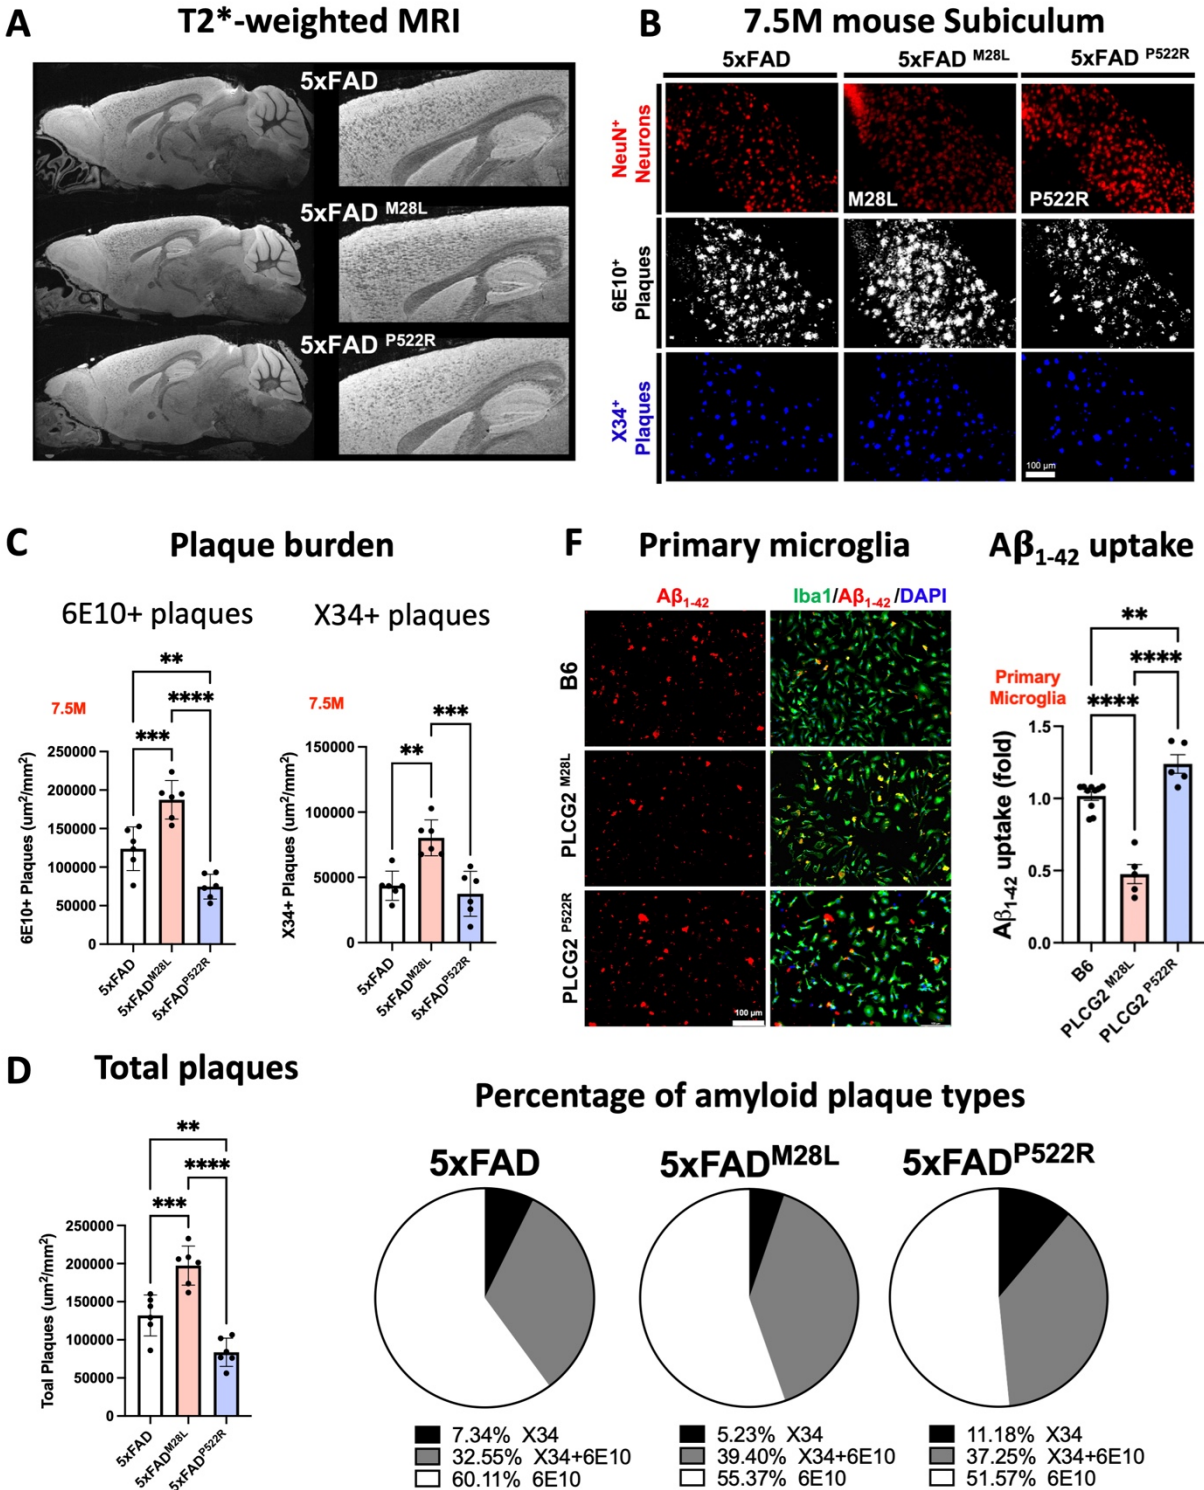 A
T2*-weighted MRI
5xFAD
5xFAD M28L
5xFAD P522R
B
7.5M mouse Subiculum
5xFAD
5xFAD M28L
5xFAD P522R
NeuN+
Neurons
M28L
P522R
6E10+
Plaques
X34+
Plaques
100 µm
C
Plaque burden
6E10+ plaques
7.5M
**
****
***
6E10+ Plaques (um²/mm²)
250000
200000
150000
100000
50000
0
5xFAD
5xFADM28L
5xFADP522R
X34+ plaques
7.5M
***
**
X34+ Plaques (um²/mm²)
150000
100000
50000
0
5xFAD
5xFADM28L
5xFADP522R
F
Primary microglia
Aβ1-42
Iba1/Aβ1-42/DAPI
B6
PLCG2 M28L
PLCG2 P522R
100 µm
Aβ1-42 uptake
**
****
****
Primary
Microglia
Aβ1-42 uptake (fold)
1.5
1.0
0.5
0.0
B6
PLCG2 M28L
PLCG2 P522R
D
Total plaques
**
****
***
Toal Plaques (um²/mm²)
250000
200000
150000
100000
50000
0
5xFAD
5xFADM28L
5xFADP522R
Percentage of amyloid plaque types
5xFAD
7.34% X34
32.55% X34+6E10
60.11% 6E10
5xFADM28L
5.23% X34
39.40% X34+6E10
55.37% 6E10
5xFADP522R
11.18% X34
37.25% X34+6E10
51.57% 6E10